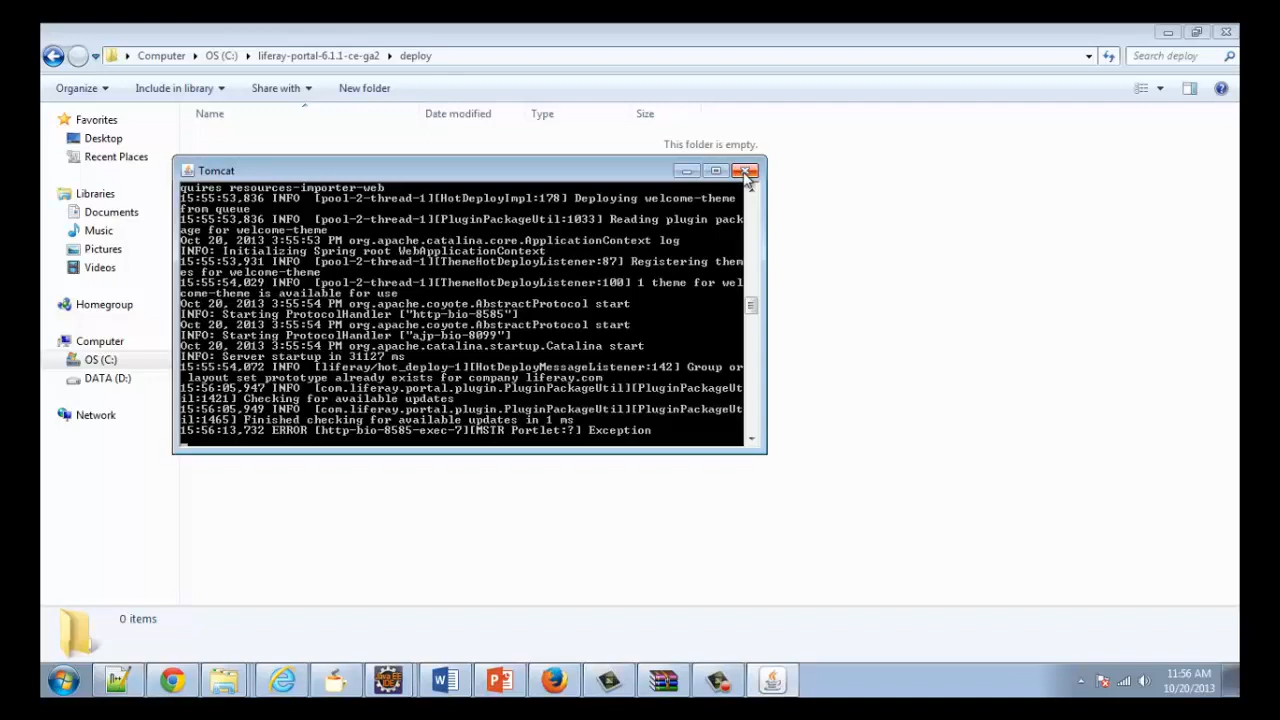 Computer OS (C:) liferay-portal-6.1.1-ce-ga2 deploy Search deploy
Organize Include in library Share with New folder
Name Date modified Type Size
This folder is empty.
Favorites
Desktop
Recent Places
Libraries
Documents
Music
Pictures
Videos
Homegroup
Computer
OS (C:)
DATA (D:)
Network
Tomcat
quires resources-importer-web
15:55:53,836 INFO [pool-2-thread-1][HotDeployImpl:178] Deploying welcome-theme
from queue
15:55:53,836 INFO [pool-2-thread-1][PluginPackageUtil:1033] Reading plugin pack
age for welcome-theme
Oct 20, 2013 3:55:53 PM org.apache.catalina.core.ApplicationContext log
INFO: Initializing Spring root WebApplicationContext
15:55:53,931 INFO [pool-2-thread-1][ThemeHotDeployListener:87] Registering them
es for welcome-theme
15:55:54,029 INFO [pool-2-thread-1][ThemeHotDeployListener:100] 1 theme for wel
come-theme is available for use
Oct 20, 2013 3:55:54 PM org.apache.coyote.AbstractProtocol start
INFO: Starting ProtocolHandler ["http-bio-8585"]
Oct 20, 2013 3:55:54 PM org.apache.coyote.AbstractProtocol start
INFO: Starting ProtocolHandler ["ajp-bio-8099"]
Oct 20, 2013 3:55:54 PM org.apache.catalina.startup.Catalina start
INFO: Server startup in 31127 ms
15:55:54,072 INFO [liferay/hot_deploy-1][HotDeployMessageListener:142] Group or
layout set prototype already exists for company liferay.com
15:56:05,947 INFO [com.liferay.portal.plugin.PluginPackageUtil][PluginPackageUt
il:1421] Checking for available updates
15:56:05,949 INFO [com.liferay.portal.plugin.PluginPackageUtil][PluginPackageUt
il:1465] Finished checking for available updates in 1 ms
15:56:13,732 ERROR [http-bio-8585-exec-7][MSTR Portlet:?] Exception
0 items
11:56 AM
10/20/2013